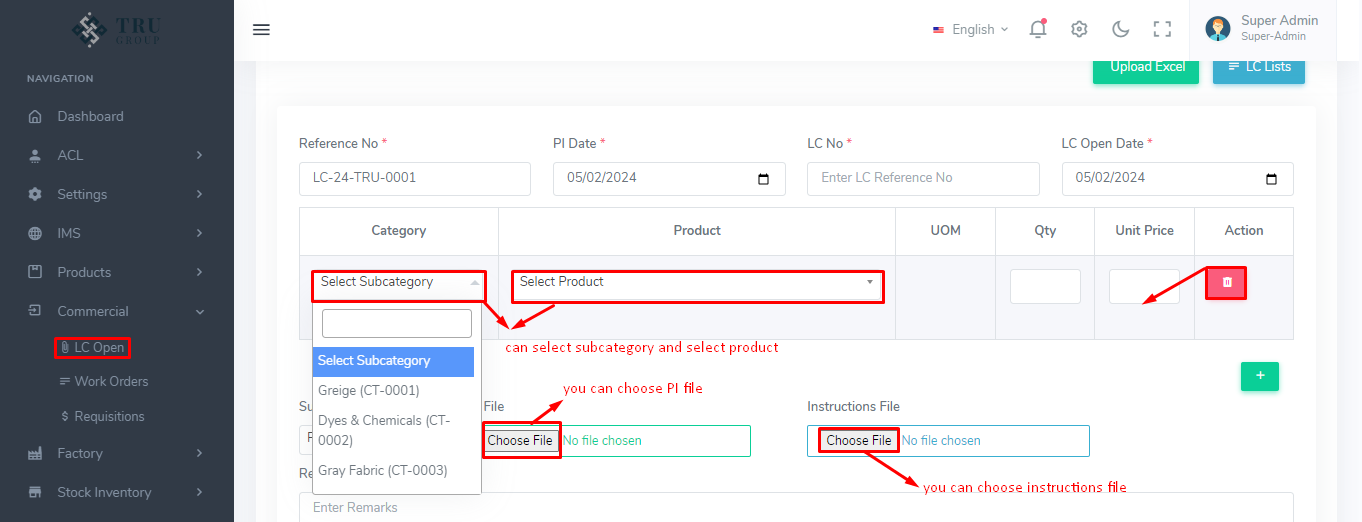 TRU
GROUP
English
Super Admin
Super-Admin
NAVIGATION
Upload Excel
LC Lists
Dashboard
ACL
Settings
IMS
Products
Commercial
LC Open
Work Orders
Requisitions
Factory
Stock Inventory
Reference No *
PI Date *
LC No *
LC Open Date *
LC-24-TRU-0001
05/02/2024
Enter LC Reference No
05/02/2024
Category
Product
UOM
Qty
Unit Price
Action
Select Subcategory
Select Product
can select subcategory and select product
Select Subcategory
Greige (CT-0001)
Dyes & Chemicals (CT-
0002)
Gray Fabric (CT-0003)
you can choose PI file
+
Su
File
Instructions File
Choose File No file chosen
Choose File No file chosen
Re
you can choose instructions file
Enter Remarks